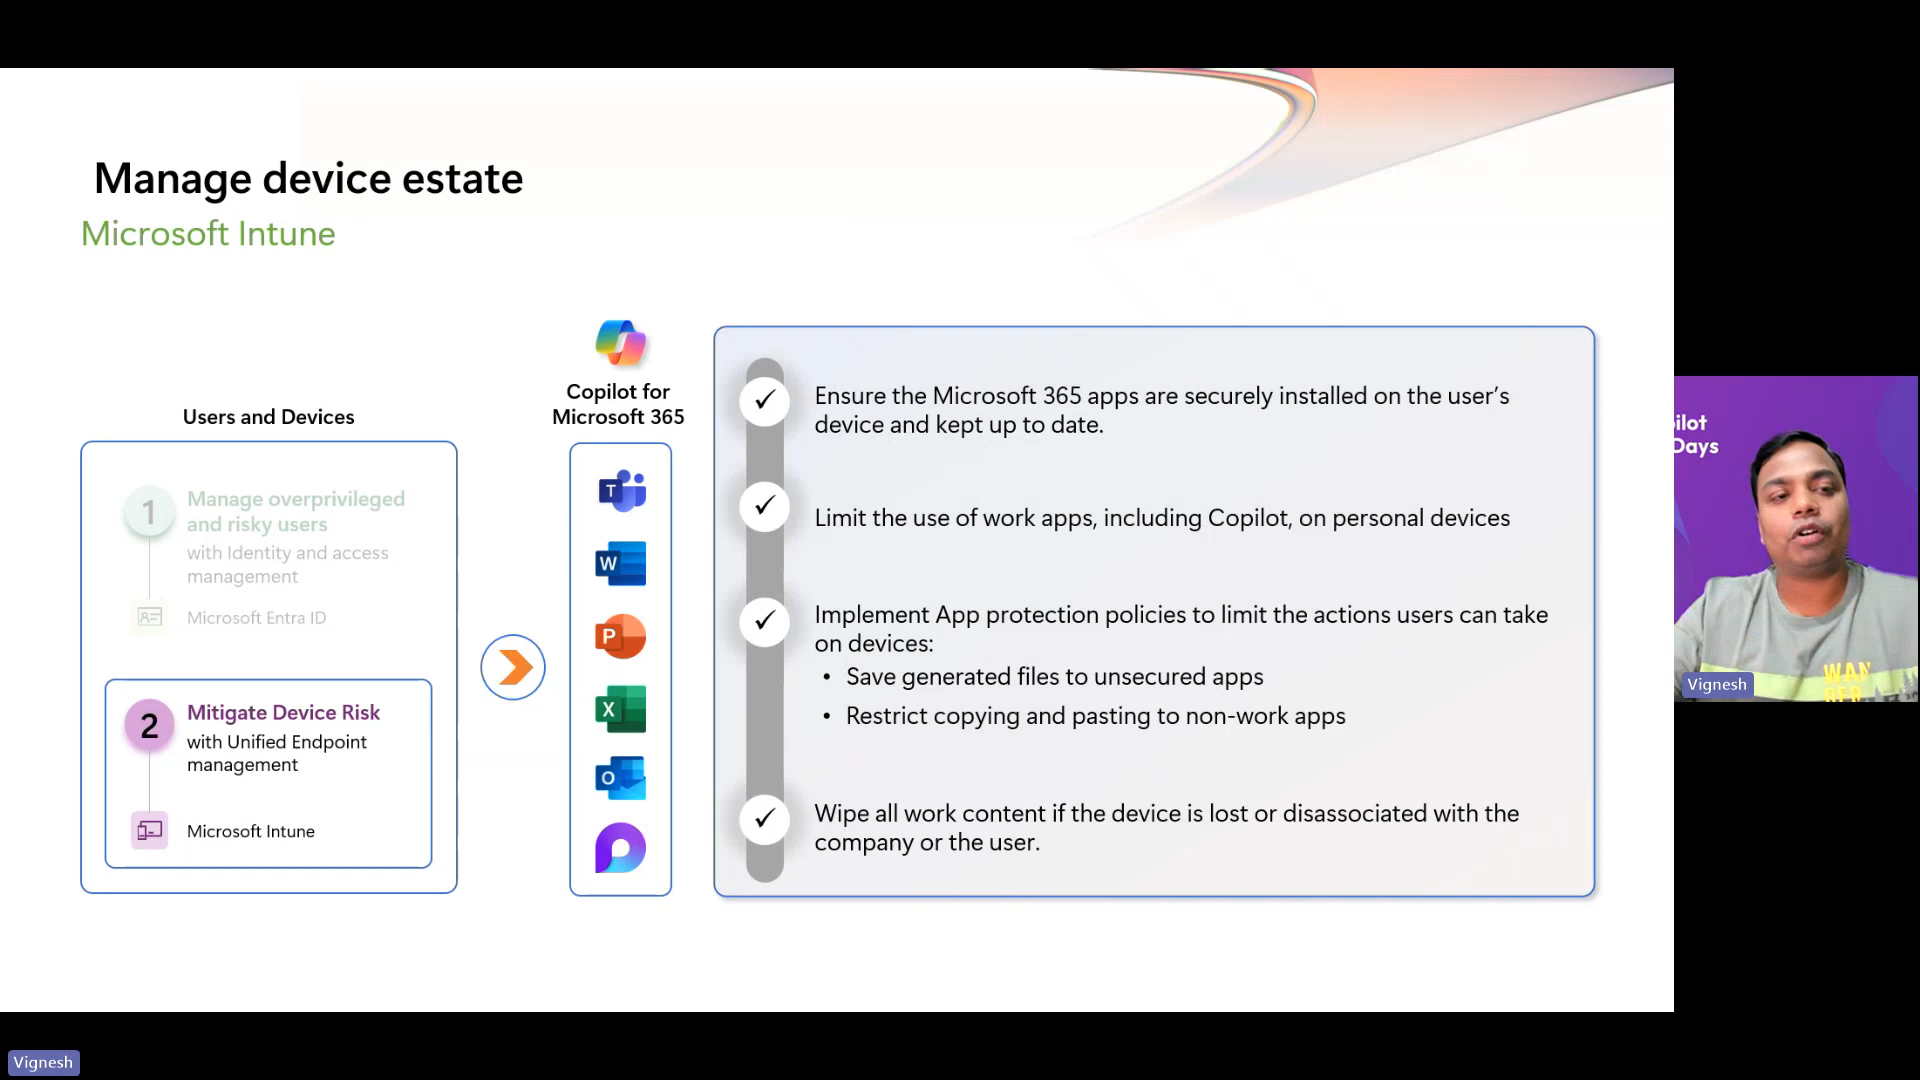 Manage device estate
Microsoft Intune
Users and Devices
1
Manage overprivileged
and risky users
with Identity and access
management
Microsoft Entra ID
2
Mitigate Device Risk
with Unified Endpoint
management
Microsoft Intune
Copilot for
Microsoft 365
T
W
P
X
O
Ensure the Microsoft 365 apps are securely installed on the user’s
device and kept up to date.
Limit the use of work apps, including Copilot, on personal devices
Implement App protection policies to limit the actions users can take
on devices:
• Save generated files to unsecured apps
• Restrict copying and pasting to non-work apps
Wipe all work content if the device is lost or disassociated with the
company or the user.
ilot
Days
WAN
Vignesh
Vignesh